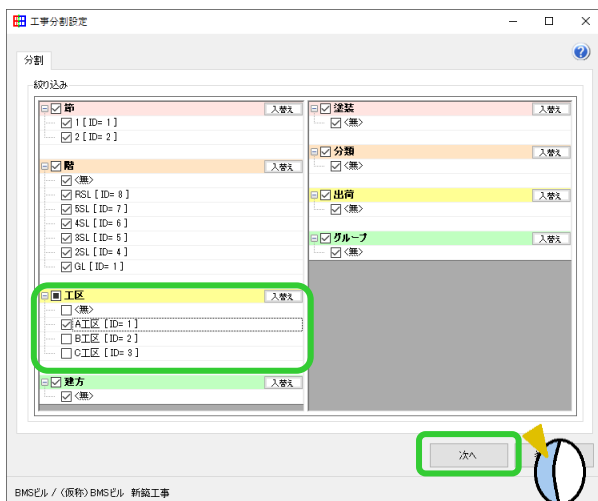 工事分割設定
分割
絞り込み
節 入替え
1 [ ID= 1 ]
2 [ ID= 2 ]
階 入替え
<無>
RSL [ ID= 8 ]
5SL [ ID= 7 ]
4SL [ ID= 6 ]
3SL [ ID= 5 ]
2SL [ ID= 4 ]
GL [ ID= 1 ]
工区 入替え
<無>
A工区 [ ID= 1 ]
B工区 [ ID= 2 ]
C工区 [ ID= 3 ]
建方 入替え
<無>
塗装 入替え
<無>
分類 入替え
<無>
出荷 入替え
<無>
グループ 入替え
<無>
次へ
BMSビル / (仮称)BMSビル 新築工事